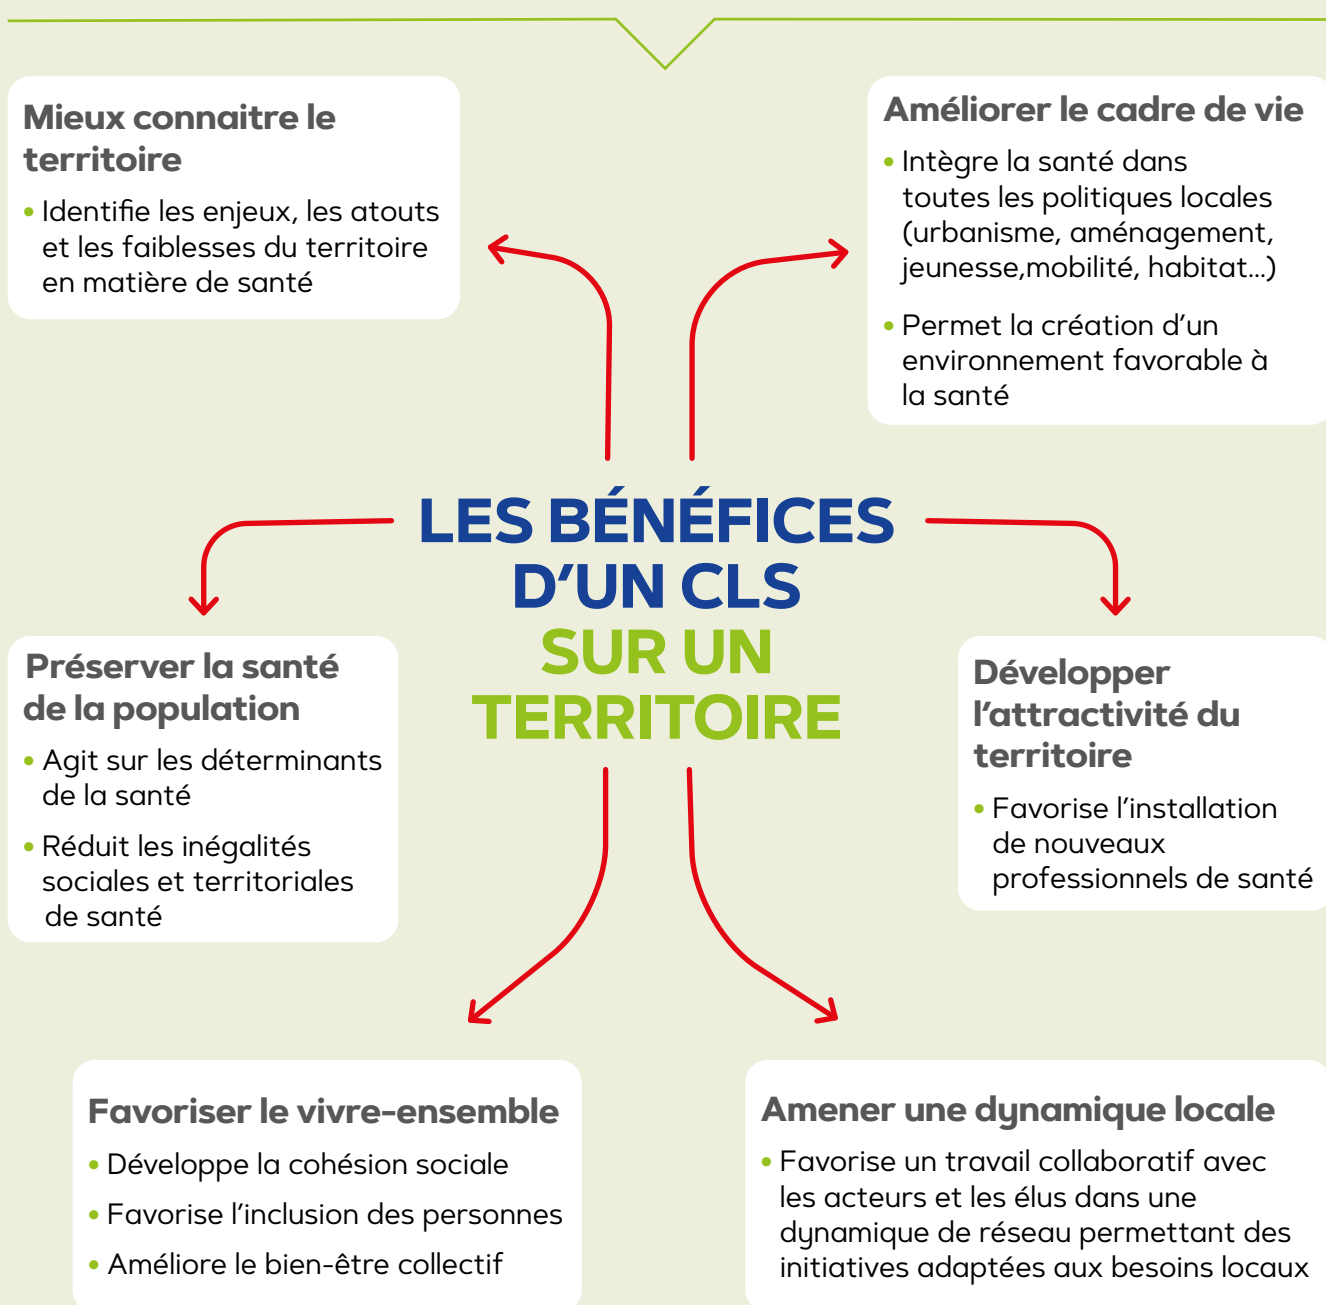 Mieux connaitre le
territoire
• Identifie les enjeux, les atouts
et les faiblesses du territoire
en matière de santé
Améliorer le cadre de vie
• Intègre la santé dans
toutes les politiques locales
(urbanisme, aménagement,
jeunesse,mobilité, habitat...)
• Permet la création d’un
environnement favorable à
la santé
LES BÉNÉFICES
D’UN CLS
SUR UN
TERRITOIRE
Préserver la santé
de la population
• Agit sur les déterminants
de la santé
• Réduit les inégalités
sociales et territoriales
de santé
Développer
l’attractivité du
territoire
• Favorise l’installation
de nouveaux
professionnels de santé
Favoriser le vivre-ensemble
• Développe la cohésion sociale
• Favorise l’inclusion des personnes
• Améliore le bien-être collectif
Amener une dynamique locale
• Favorise un travail collaboratif avec
les acteurs et les élus dans une
dynamique de réseau permettant des
initiatives adaptées aux besoins locaux